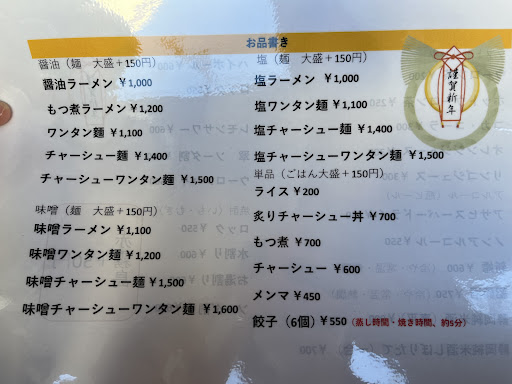 お品書き
醤油（麺　大盛＋150円）
醤油ラーメン ￥1,000
もつ煮ラーメン ￥1,200
ワンタン麺 ￥1,100
チャーシュー麺 ￥1,400
チャーシューワンタン麺 ￥1,500
味噌（麺　大盛＋150円）
味噌ラーメン ￥1,100
味噌ワンタン麺 ￥1,200
味噌チャーシュー麺 ￥1,500
味噌チャーシューワンタン麺 ￥1,600
塩（麺　大盛＋150円）
塩ラーメン ￥1,000
塩ワンタン麺 ￥1,100
塩チャーシュー麺 ￥1,400
塩チャーシューワンタン麺 ￥1,500
単品（ごはん大盛＋150円）
ライス ￥200
炙りチャーシュー丼 ￥700
もつ煮 ￥700
チャーシュー ￥600
メンマ ￥450
餃子（6個）￥550（蒸し時間・焼き時間、約5分）
謹賀新年